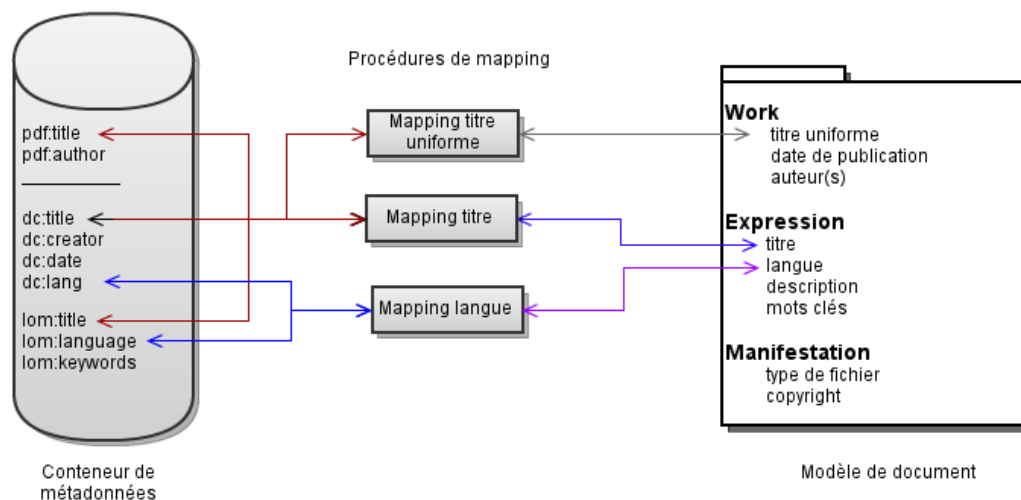 Procédures de mapping
pdf:title
pdf:author
dc:title
dc:creator
dc:date
dc:lang
lom:title
lom:language
lom:keywords
Conteneur de
métadonnées
Mapping titre
uniforme
Mapping titre
Mapping langue
Work
titre uniforme
date de publication
auteur(s)
Expression
titre
langue
description
mots clés
Manifestation
type de fichier
copyright
Modèle de document